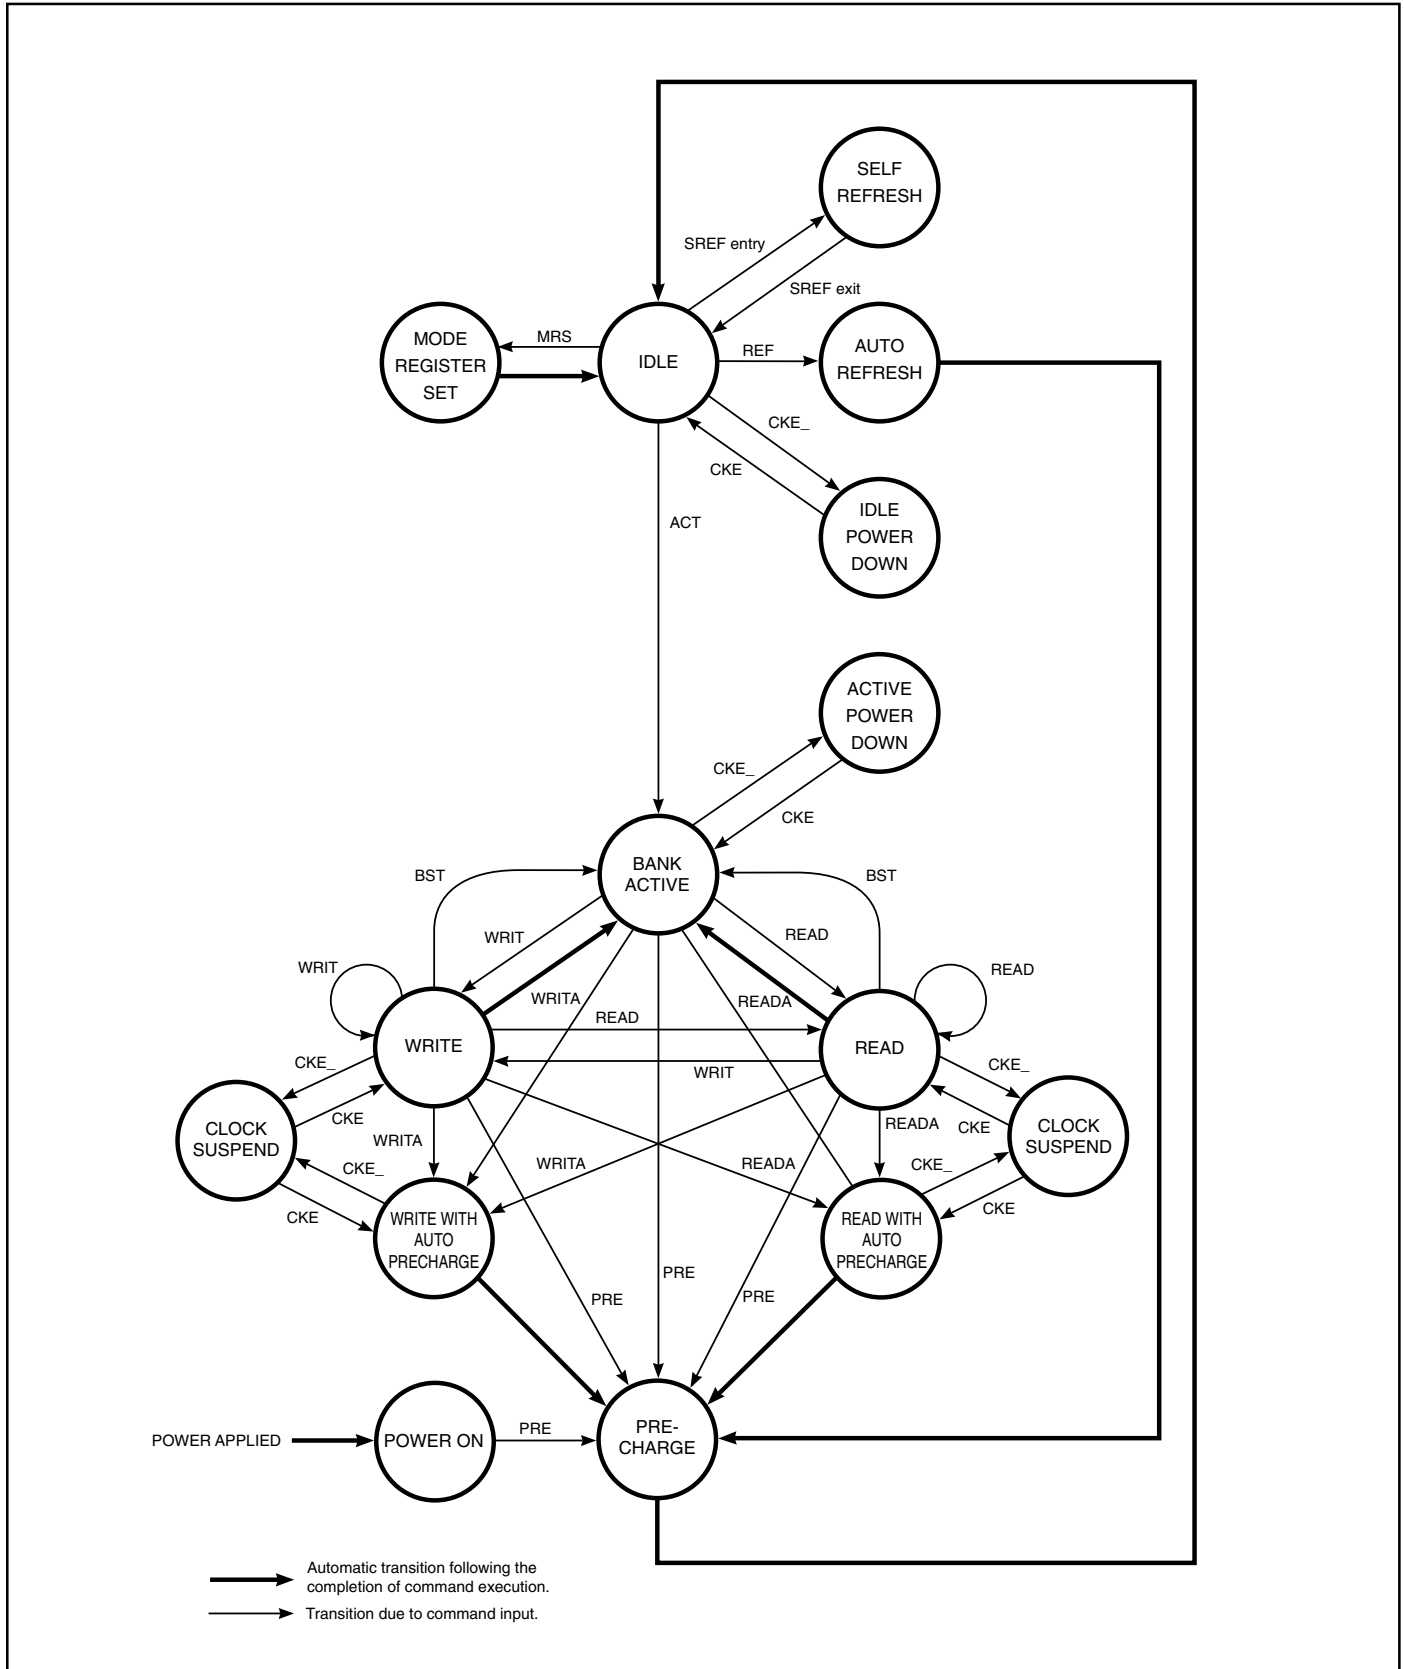 SELF
REFRESH
SREF entry
SREF exit
MODE
REGISTER
SET
MRS
IDLE
REF
AUTO
REFRESH
CKE_
CKE
IDLE
POWER
DOWN
ACT
ACTIVE
POWER
DOWN
CKE_
CKE
BANK
ACTIVE
BST
BST
WRIT
READ
WRIT
READ
WRITA
READA
READ
WRITE
READ
WRIT
CKE_
CKE_
CLOCK
SUSPEND
CKE
WRITA
READA
CKE
CLOCK
SUSPEND
CKE_
WRITA
READA
CKE_
CKE
CKE
WRITE WITH
AUTO
PRECHARGE
READ WITH
AUTO
PRECHARGE
PRE
PRE
PRE
POWER APPLIED
POWER ON
PRE
PRE-
CHARGE
Automatic transition following the
completion of command execution.
Transition due to command input.